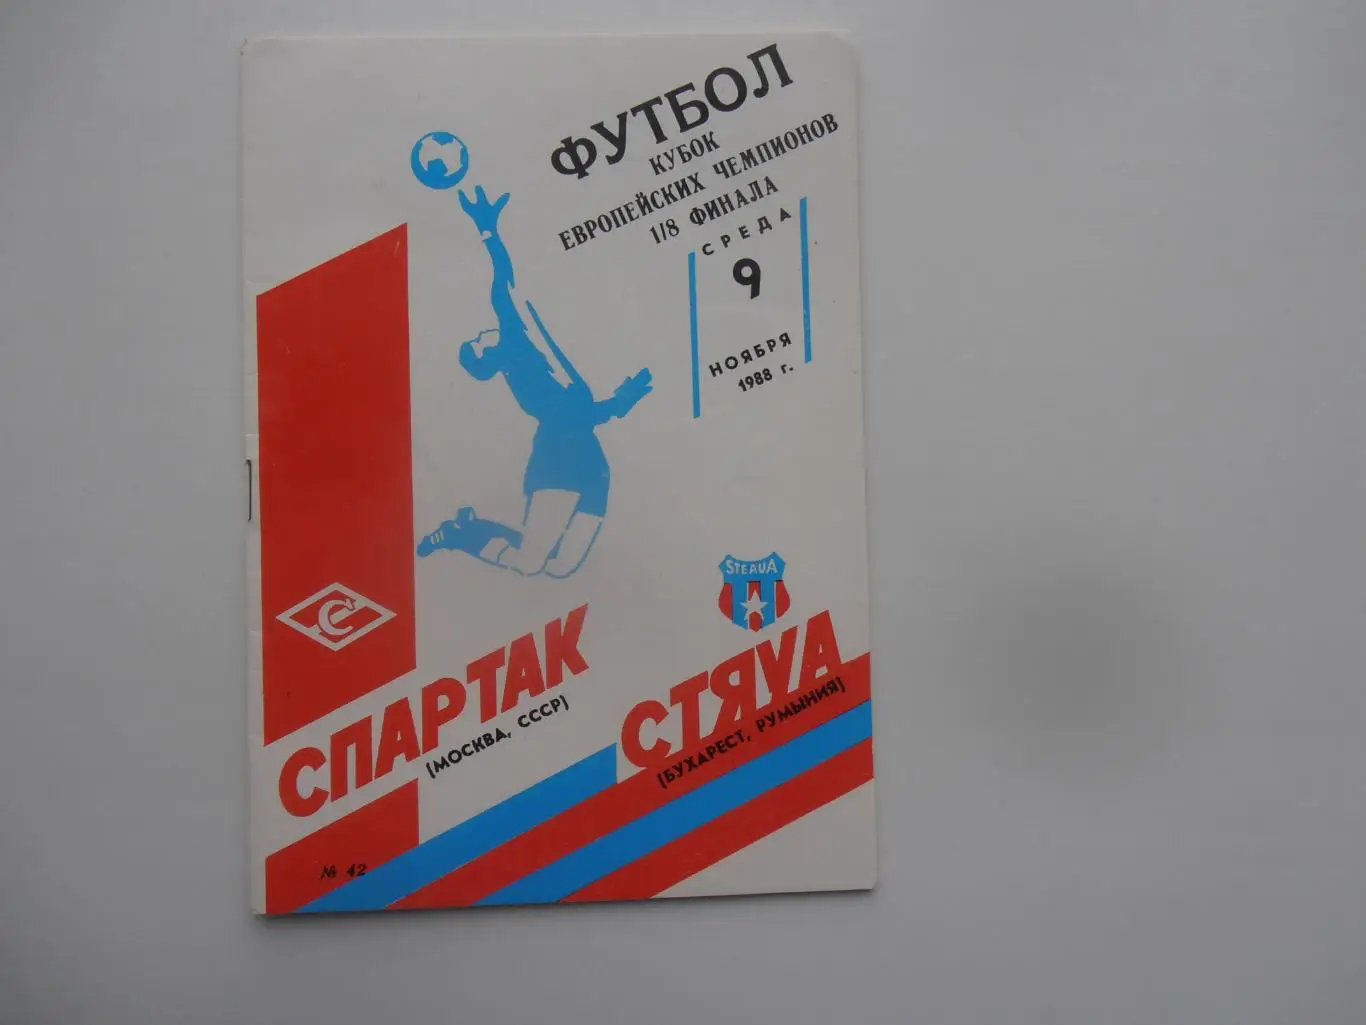 ФУТБОЛ
КУБОК
ЕВРОПЕЙСКИХ ЧЕМПИОНОВ
1/8 ФИНАЛА
СРЕДА
9
НОЯБРЯ
1988 г.
STEAUA
СПАРТАК
(МОСКВА, СССР)
СТЯУА
(БУХАРЕСТ, РУМЫНИЯ)
№ 42